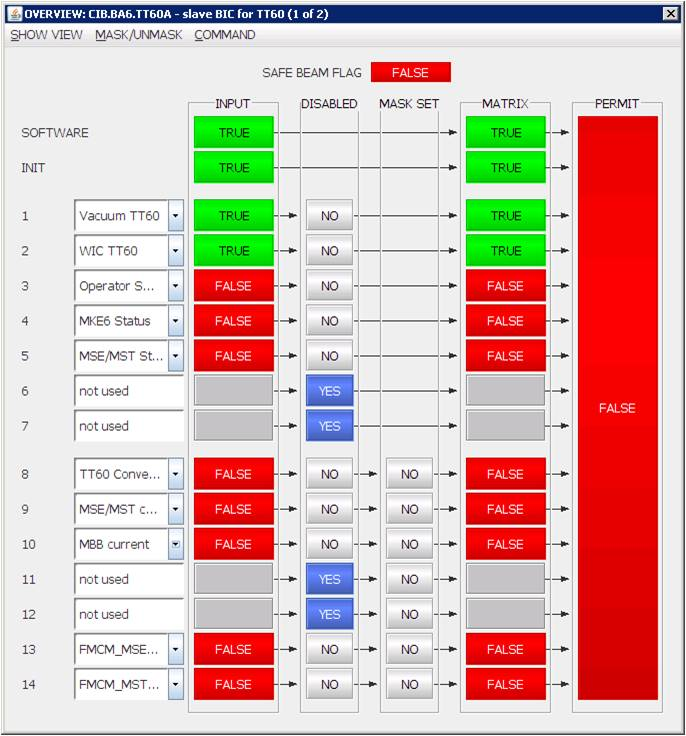 OVERVIEW: CIB.BA6.TT60A - slave BIC for TT60 (1 of 2)
SHOW VIEW MASK/UNMASK COMMAND
SAFE BEAM FLAG FALSE
INPUT DISABLED MASK SET MATRIX PERMIT
SOFTWARE TRUE TRUE
INIT TRUE TRUE
1 Vacuum TT60 TRUE NO TRUE
2 WIC TT60 TRUE NO TRUE
3 Operator S... FALSE NO FALSE
4 MKE6 Status FALSE NO FALSE
5 MSE/MST St... FALSE NO FALSE
6 not used YES
FALSE
7 not used YES
8 TT60 Conve... FALSE NO NO FALSE
9 MSE/MST c... FALSE NO NO FALSE
10 MBB current FALSE NO NO FALSE
11 not used YES NO
12 not used YES NO
13 FMCM_MSE... FALSE NO NO FALSE
14 FMCM_MST... FALSE NO NO FALSE